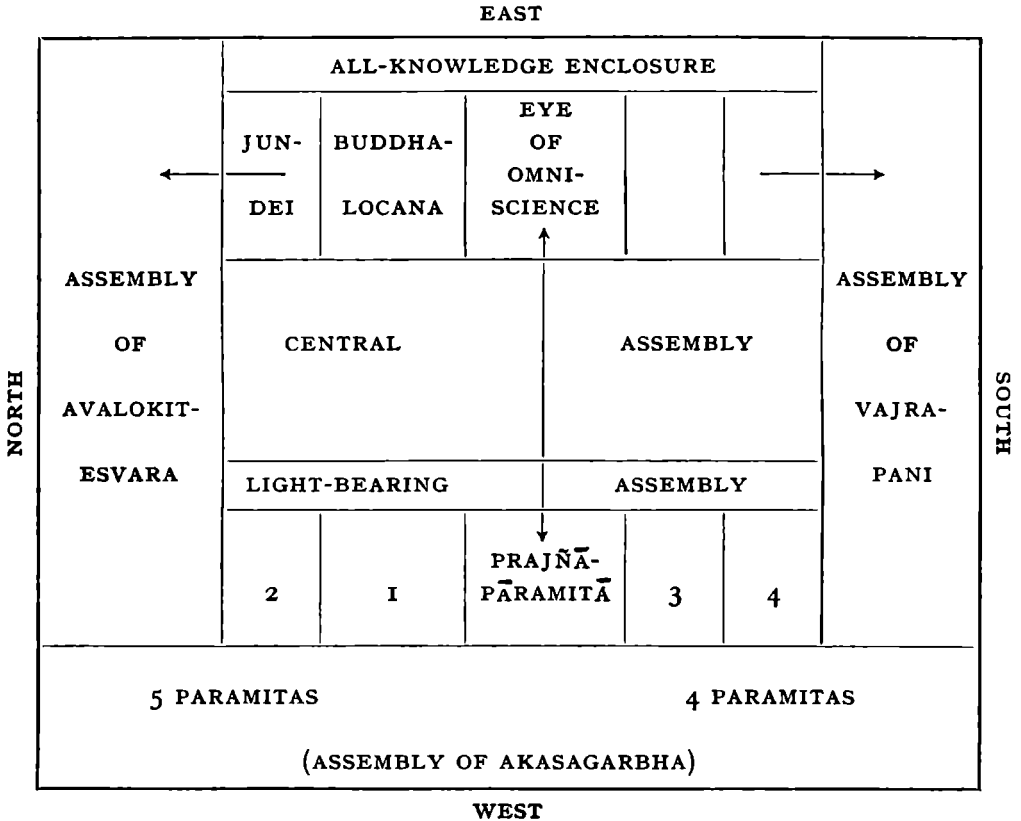 EAST
ALL-KNOWLEDGE ENCLOSURE
JUN-
DEI
BUDDHA-
LOCANA
EYE
OF
OMNI-
SCIENCE
ASSEMBLY
OF
AVALOKIT-
ESVARA
CENTRAL ASSEMBLY
ASSEMBLY
OF
VAJRA-
PANI
NORTH
SOUTH
LIGHT-BEARING ASSEMBLY
2
1
PRAJÑĀ-
PĀRAMITĀ
3
4
5 PARAMITAS
4 PARAMITAS
(ASSEMBLY OF AKASAGARBHA)
WEST